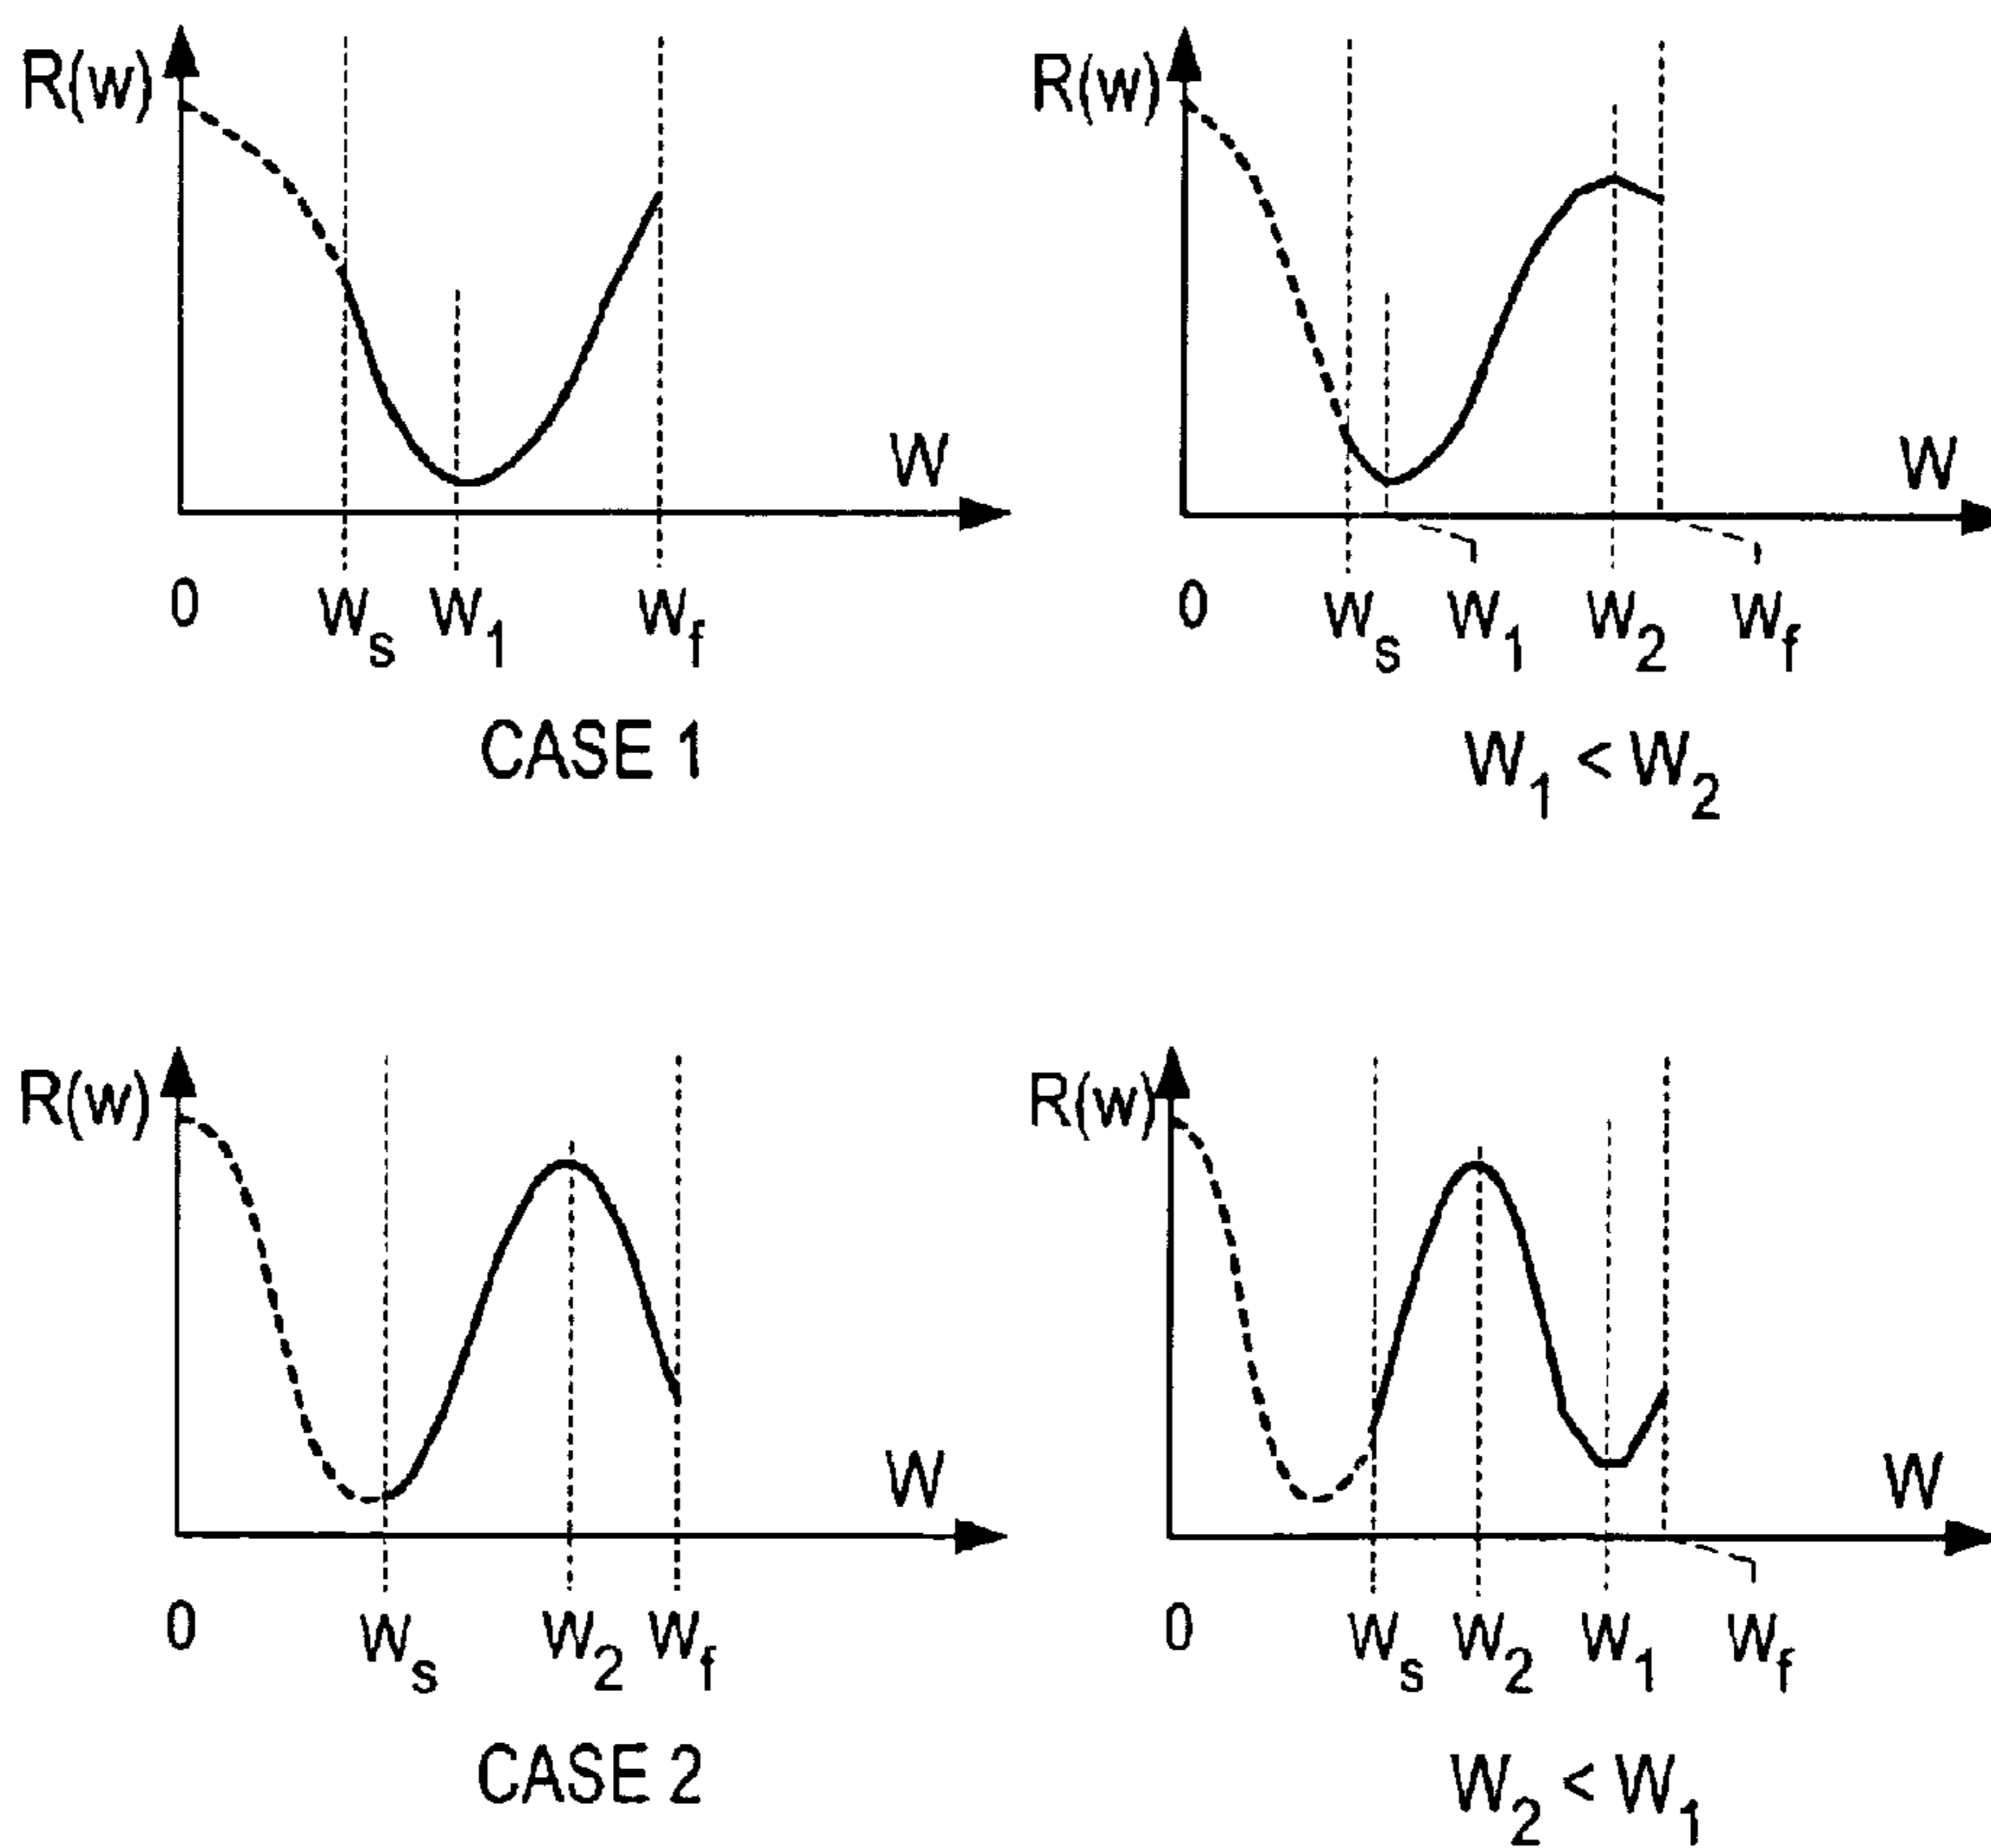 R(w)
W
0 Ws W1 Wf
CASE 1
R(w)
W
0 Ws W1 W2 Wf
W1 < W2
R(w)
W
0 Ws W2 Wf
CASE 2
R(w)
W
0 Ws W2 W1 Wf
W2 < W1